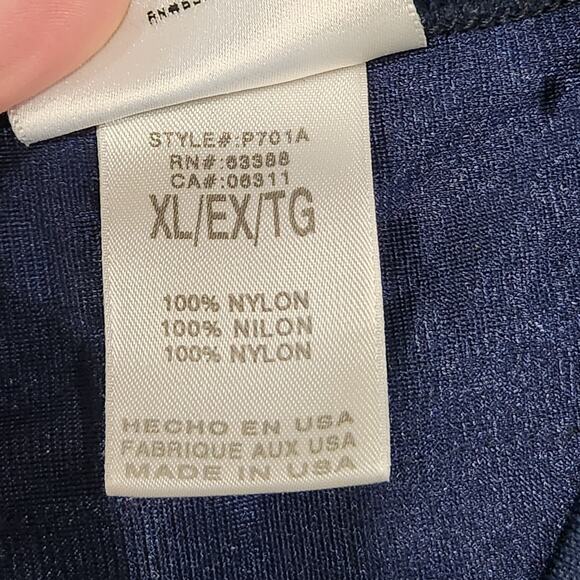 STYLE#:P701A
RN#:63388
CA#:06311
XL/EX/TG
100% NYLON
100% NILON
100% NYLON
HECHO EN USA
FABRIQUE AUX USA
MADE IN USA